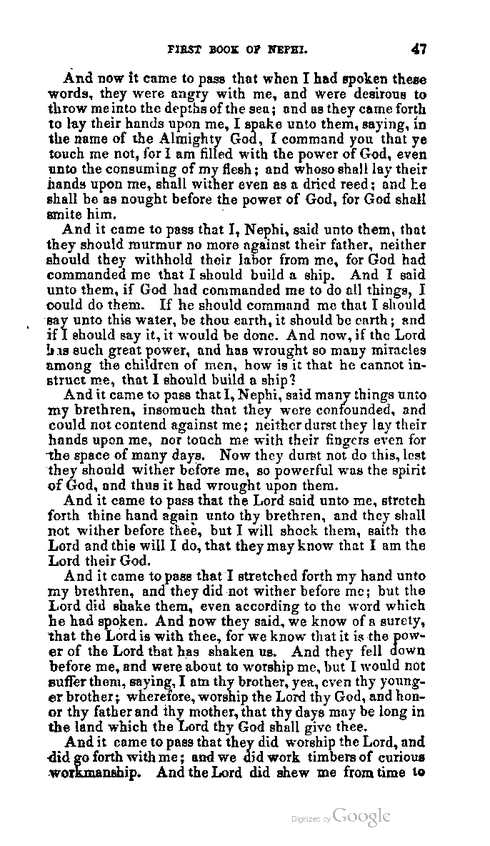 FIRST BOOK OF NEPHI. 47
And now it came to pass that when I had spoken these
words, they were angry with me, and were desirous to
throw me into the depths of the sea; and as they came forth
to lay their hands upon me, I spake unto them, saying, in
the name of the Almighty God, I command you that ye
touch me not, for I am filled with the power of God, even
unto the consuming of my flesh; and whoso shall lay their
hands upon me, shall wither even as a dried reed; and he
shall be as nought before the power of God, for God shall
smite him.
And it came to pass that I, Nephi, said unto them, that
they should murmur no more against their father, neither
should they withhold their labor from me, for God had
commanded me that I should build a ship. And I said
unto them, if God had commanded me to do all things, I
could do them. If he should command me that I should
say unto this water, be thou earth, it should be earth; and
if I should say it, it would be done. And now, if the Lord
has such great power, and has wrought so many miracles
among the children of men, how is it that he cannot in-
struct me, that I should build a ship?
And it came to pass that I, Nephi, said many things unto
my brethren, insomuch that they were confounded, and
could not contend against me; neither durst they lay their
hands upon me, nor touch me with their fingers even for
the space of many days. Now they durst not do this, lest
they should wither before me, so powerful was the spirit
of God, and thus it had wrought upon them.
And it came to pass that the Lord said unto me, stretch
forth thine hand again unto thy brethren, and they shall
not wither before thee, but I will shock them, saith the
Lord and this will I do, that they may know that I am the
Lord their God.
And it came to pass that I stretched forth my hand unto
my brethren, and they did not wither before me; but the
Lord did shake them, even according to the word which
he had spoken. And now they said, we know of a surety,
that the Lord is with thee, for we know that it is the pow-
er of the Lord that has shaken us. And they fell down
before me, and were about to worship me, but I would not
suffer them, saying, I am thy brother, yea, even thy young-
er brother; wherefore, worship the Lord thy God, and hon-
or thy father and thy mother, that thy days may be long in
the land which the Lord thy God shall give thee.
And it came to pass that they did worship the Lord, and
did go forth with me; and we did work timbers of curious
workmanship. And the Lord did shew me from time to
Digitized by Google